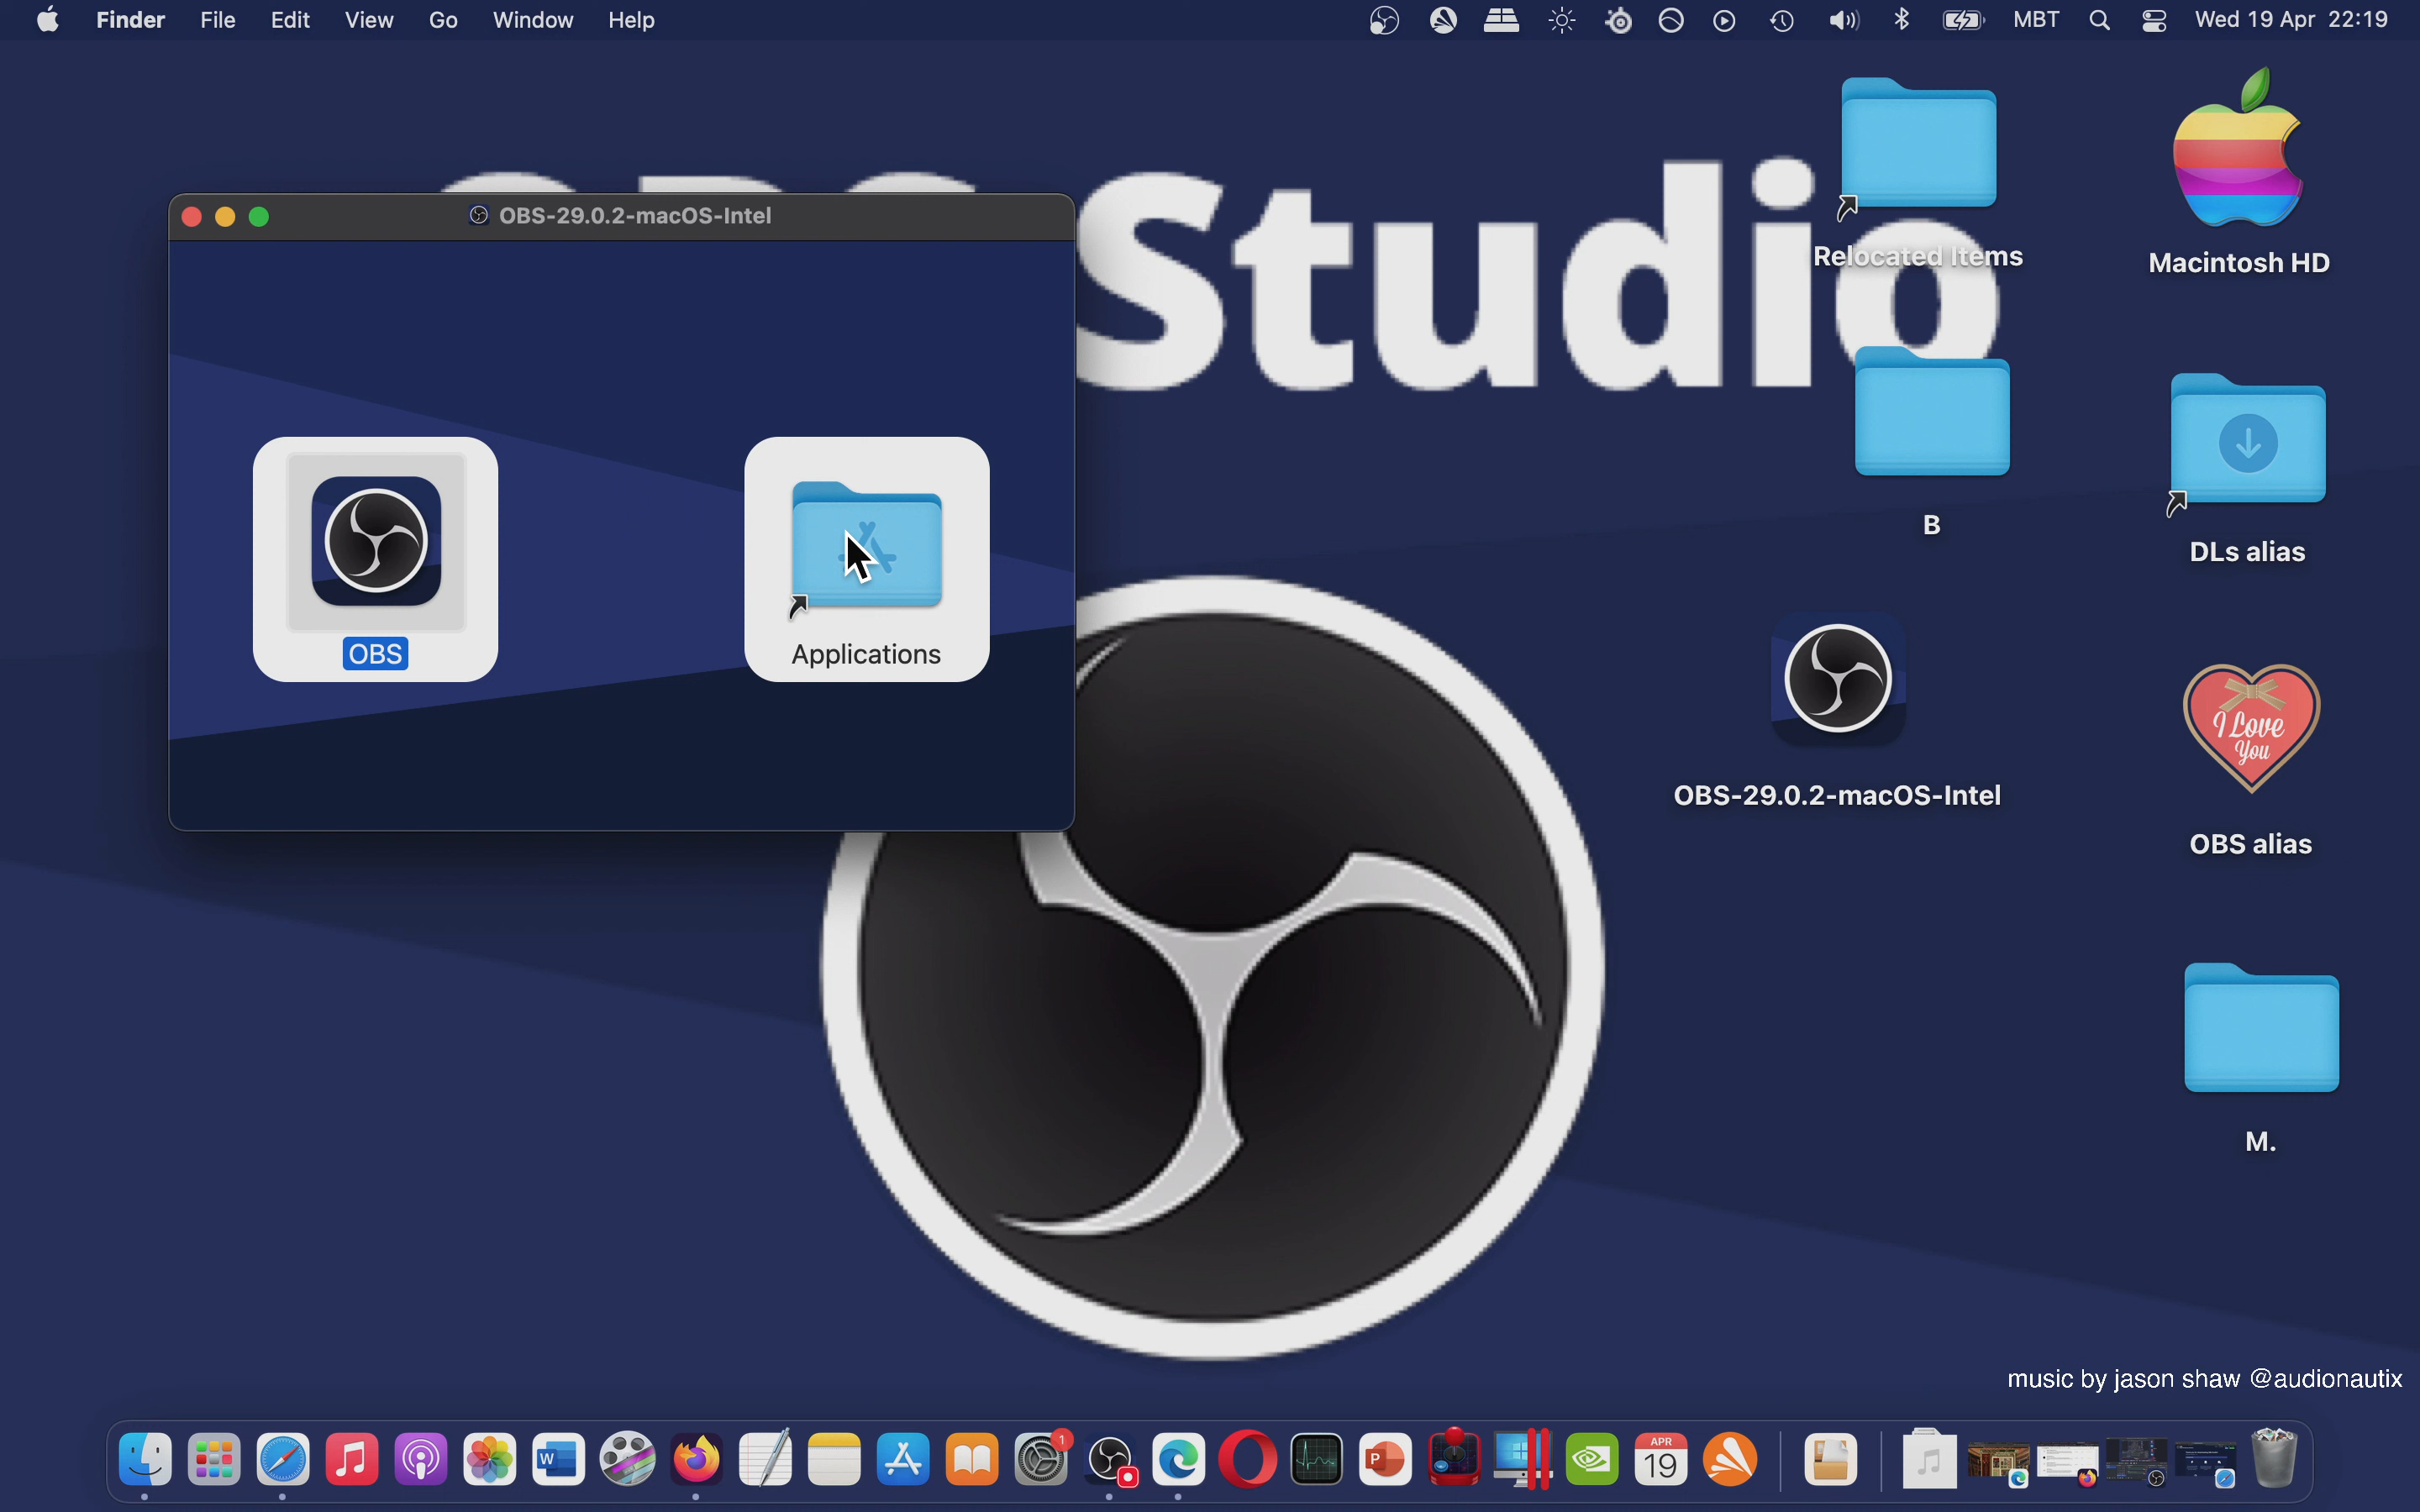 Finder File Edit View Go Window Help MBT Wed 19 Apr 22:19
OBS-29.0.2-macOS-Intel
Studio
Relocated Items
Macintosh HD
B
DLs alias
OBS
Applications
I Love
You
OBS-29.0.2-macOS-Intel
OBS alias
M.
music by jason shaw @audionautix
W
1
P
APR
19